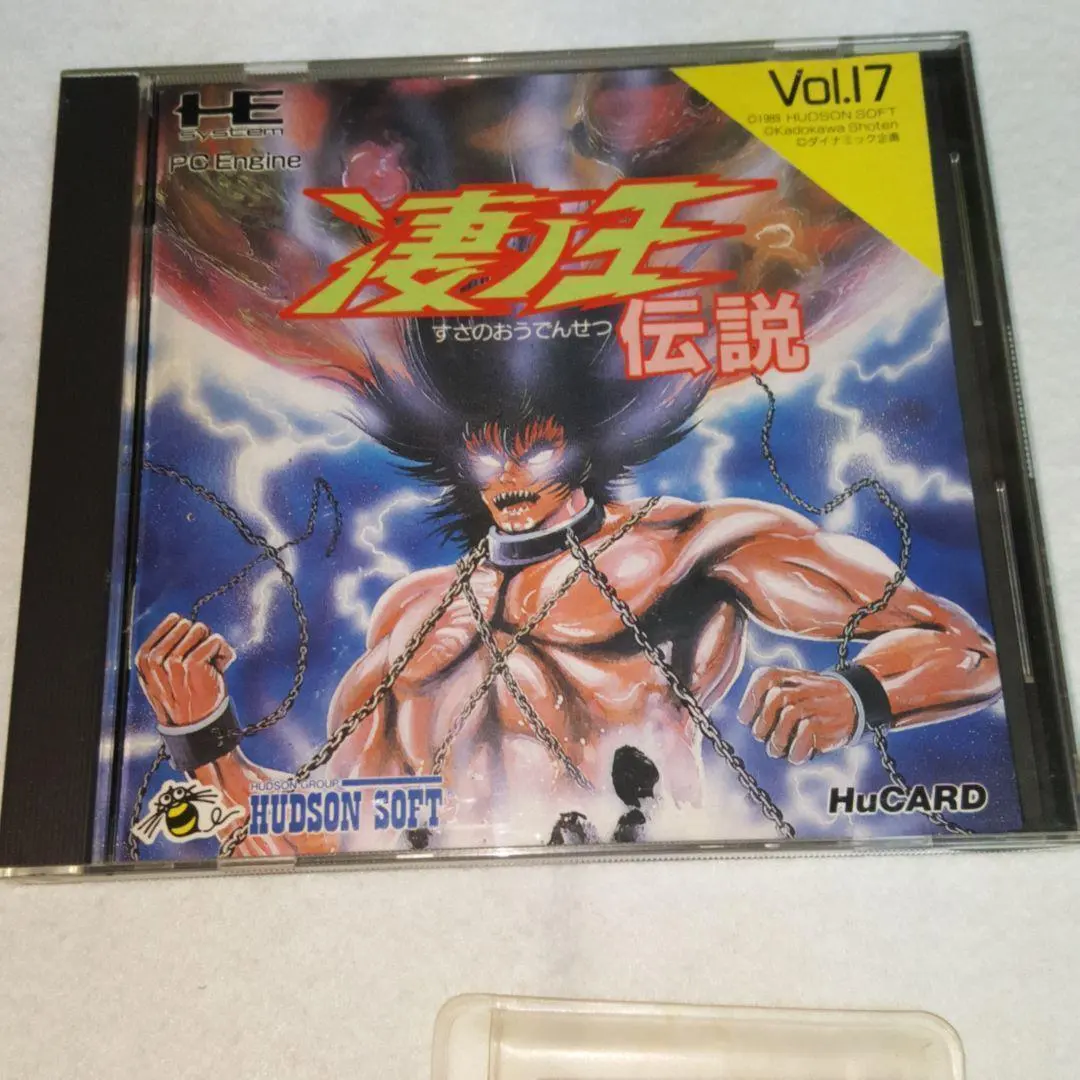 HE
System
PC Engine
Vol.17
©1989 HUDSON SOFT
©Kadokawa Shoten
©ダイナミック企画
凄ノ王
すさのおうでんせつ
伝説
HUDSON GROUP
HUDSON SOFT
HuCARD